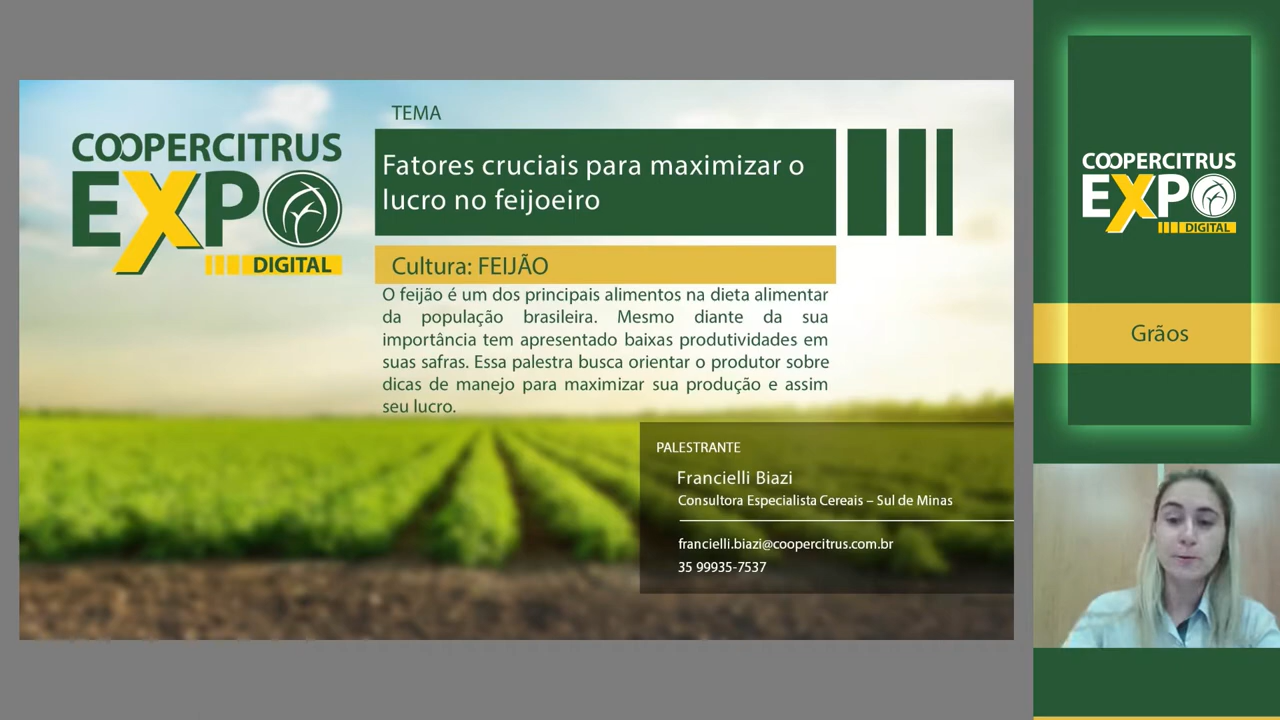 COOPERCITRUS
EXPO
DIGITAL
TEMA
Fatores cruciais para maximizar o
lucro no feijoeiro
Cultura: FEIJÃO
O feijão é um dos principais alimentos na dieta alimentar
da população brasileira. Mesmo diante da sua
importância tem apresentado baixas produtividades em
suas safras. Essa palestra busca orientar o produtor sobre
dicas de manejo para maximizar sua produção e assim
seu lucro.
PALESTRANTE
Francielli Biazi
Consultora Especialista Cereais – Sul de Minas
francielli.biazi@coopercitrus.com.br
35 99935-7537
COOPERCITRUS
EXPO
DIGITAL
Grãos